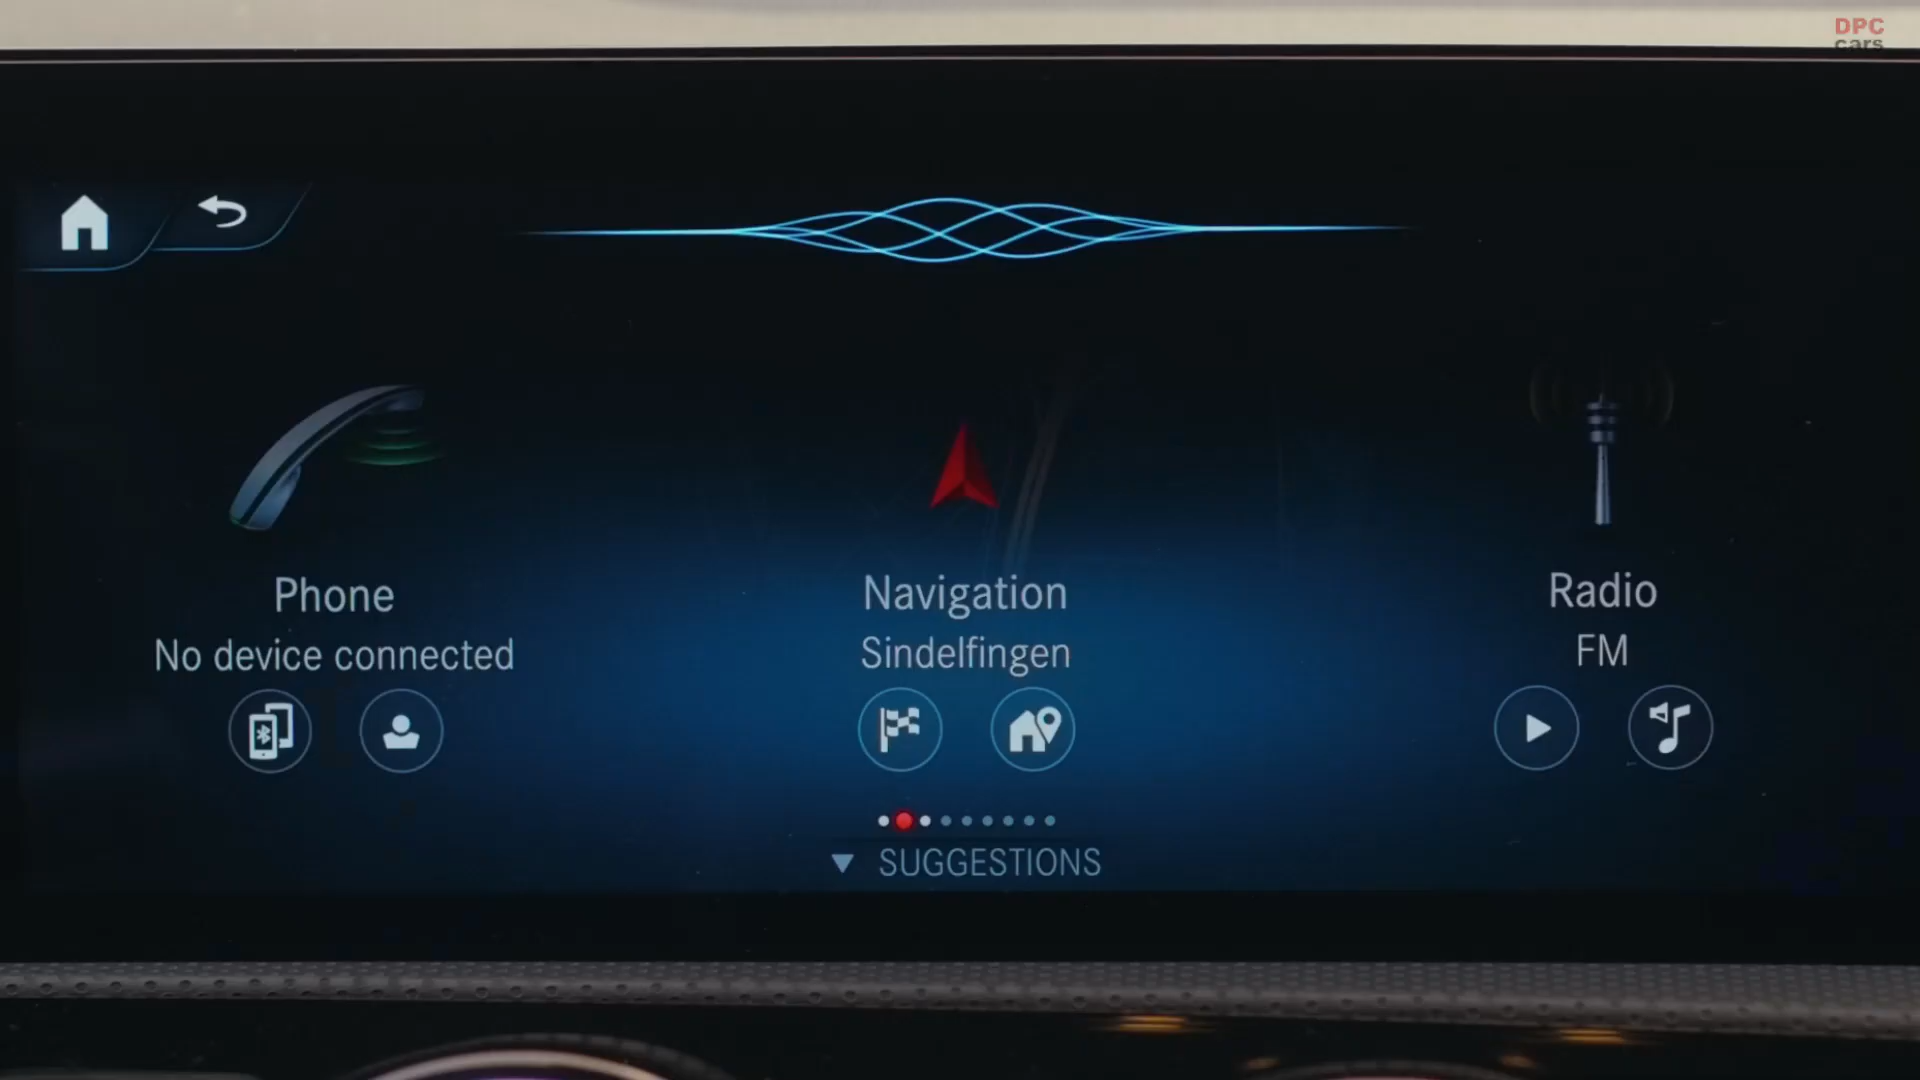 DPC
cars
Phone
No device connected
Navigation
Sindelfingen
Radio
FM
SUGGESTIONS